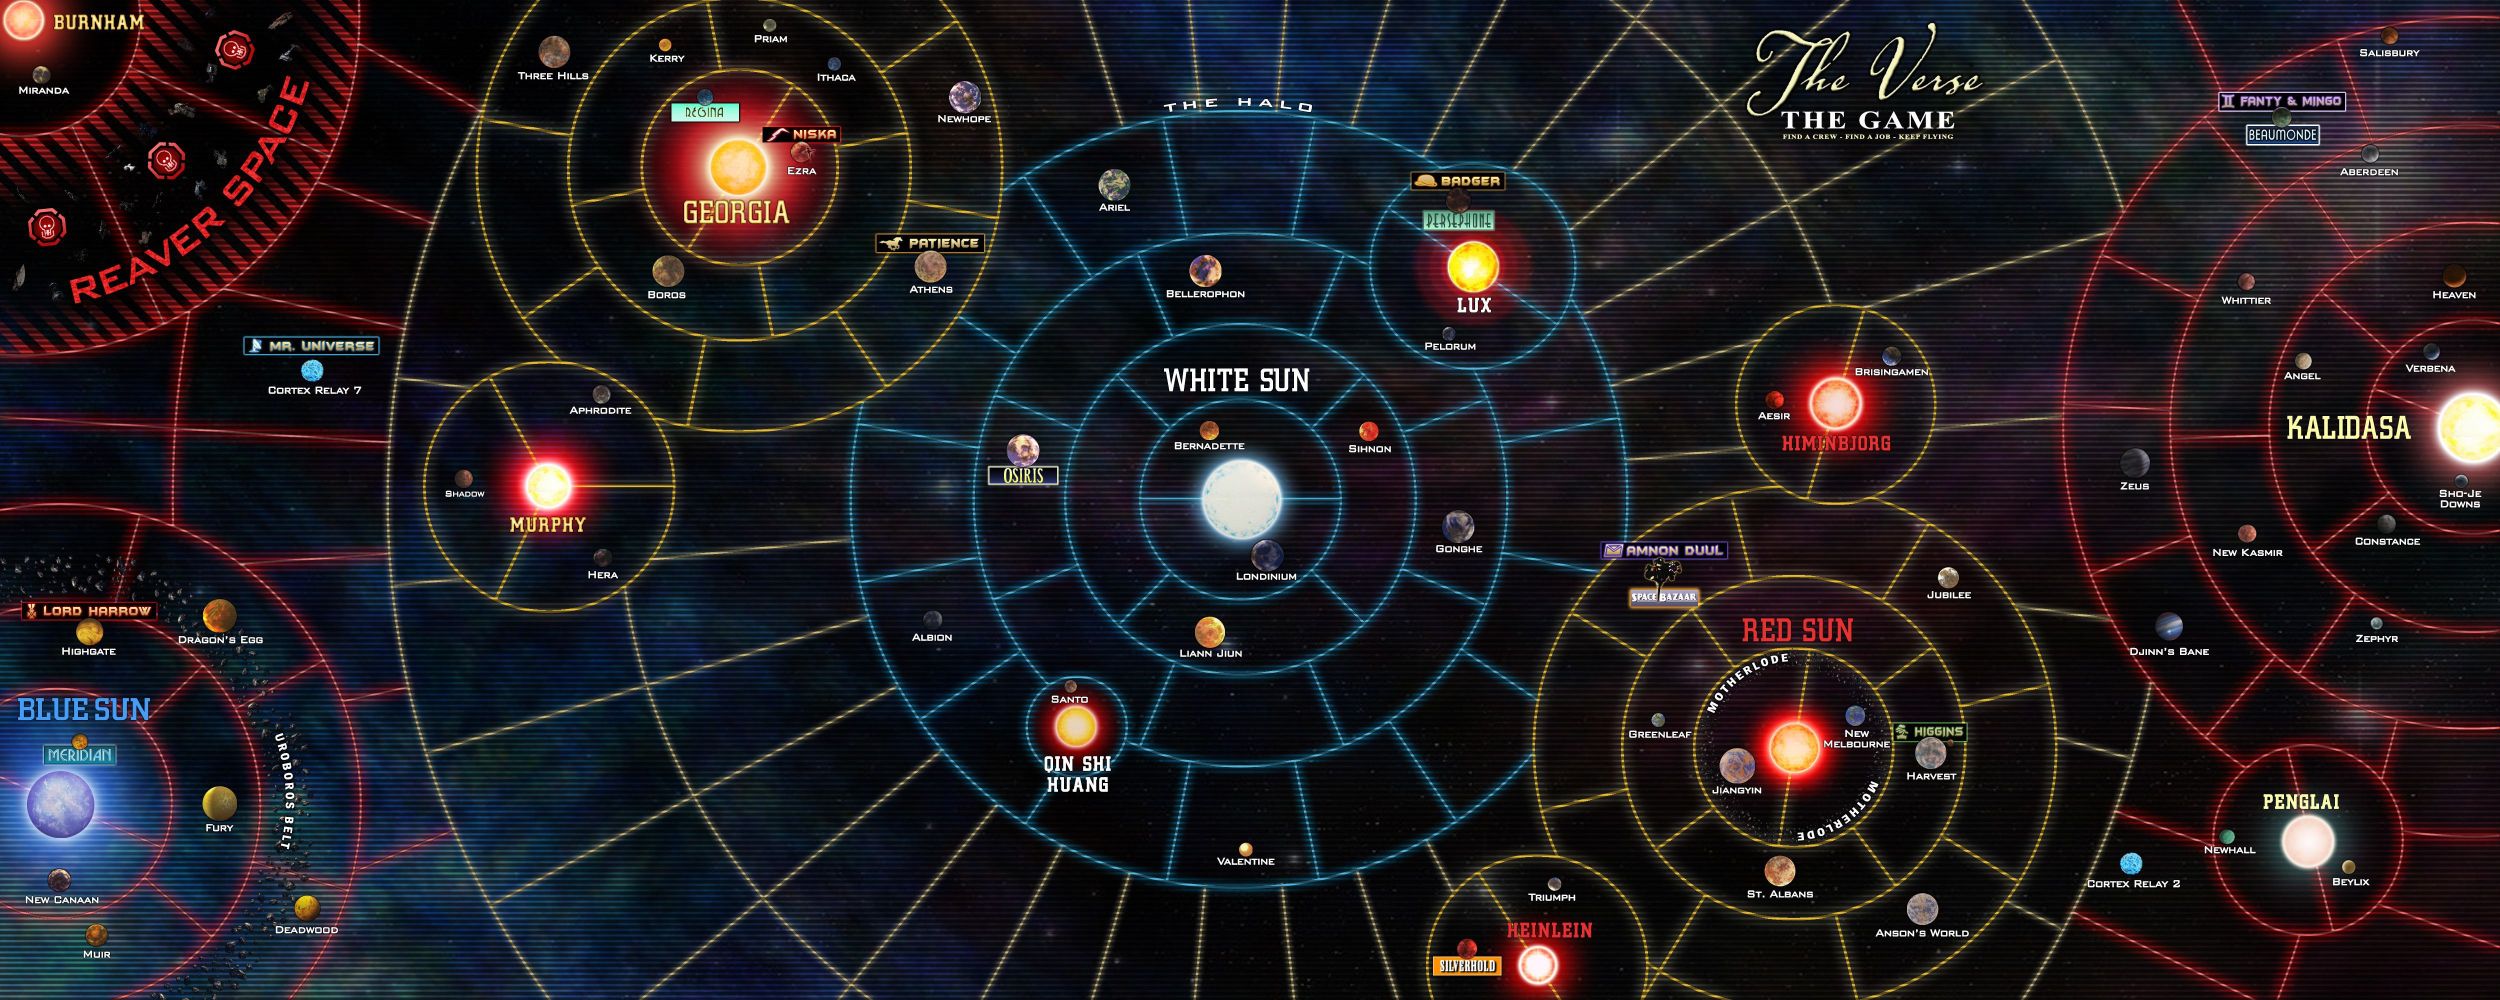 BURNHAM
MIRANDA
REAVER SPACE
MR. UNIVERSE
CORTEX RELAY 7
THREE HILLS
KERRY
PRIAM
ITHACA
NEWHOPE
REGINA
NISKA
EZRA
GEORGIA
BOROS
PATIENCE
ATHENS
THE HALO
ARIEL
BELLEROPHON
BADGER
PERSEPHONE
LUX
PELORUM
The Verse
THE GAME
FIND A CREW - FIND A JOB - KEEP FLYING
SALISBURY
FANTY & MINGO
BEAUMONDE
ABERDEEN
WHITTIER
HEAVEN
ANGEL
VERBENA
KALIDASA
ZEUS
SHO-JE
DOWNS
NEW KASMIR
CONSTANCE
DJINN'S BANE
ZEPHYR
BRISINGAMEN
AESIR
HIMINBJORG
APHRODITE
SHADOW
MURPHY
HERA
WHITE SUN
BERNADETTE
SIHNON
OSIRIS
GONGHE
LONDINIUM
ALBION
LIANN JIUN
SANTO
QIN SHI
HUANG
VALENTINE
AMNON DUUL
SPACE BAZAAR
JUBILEE
RED SUN
MOTHERLODE
GREENLEAF
NEW
MELBOURNE
HIGGINS
HARVEST
JIANGYIN
MOTHERLODE
ST. ALBANS
ANSON'S WORLD
LORD HARROW
HIGHGATE
DRAGON'S EGG
BLUE SUN
MERIDIAN
UROBOROS BELT
FURY
NEW CANAAN
DEADWOOD
MUIR
TRIUMPH
HEINLEIN
SILVERHOLD
PENGLAI
NEWHALL
BEYLIX
CORTEX RELAY 2